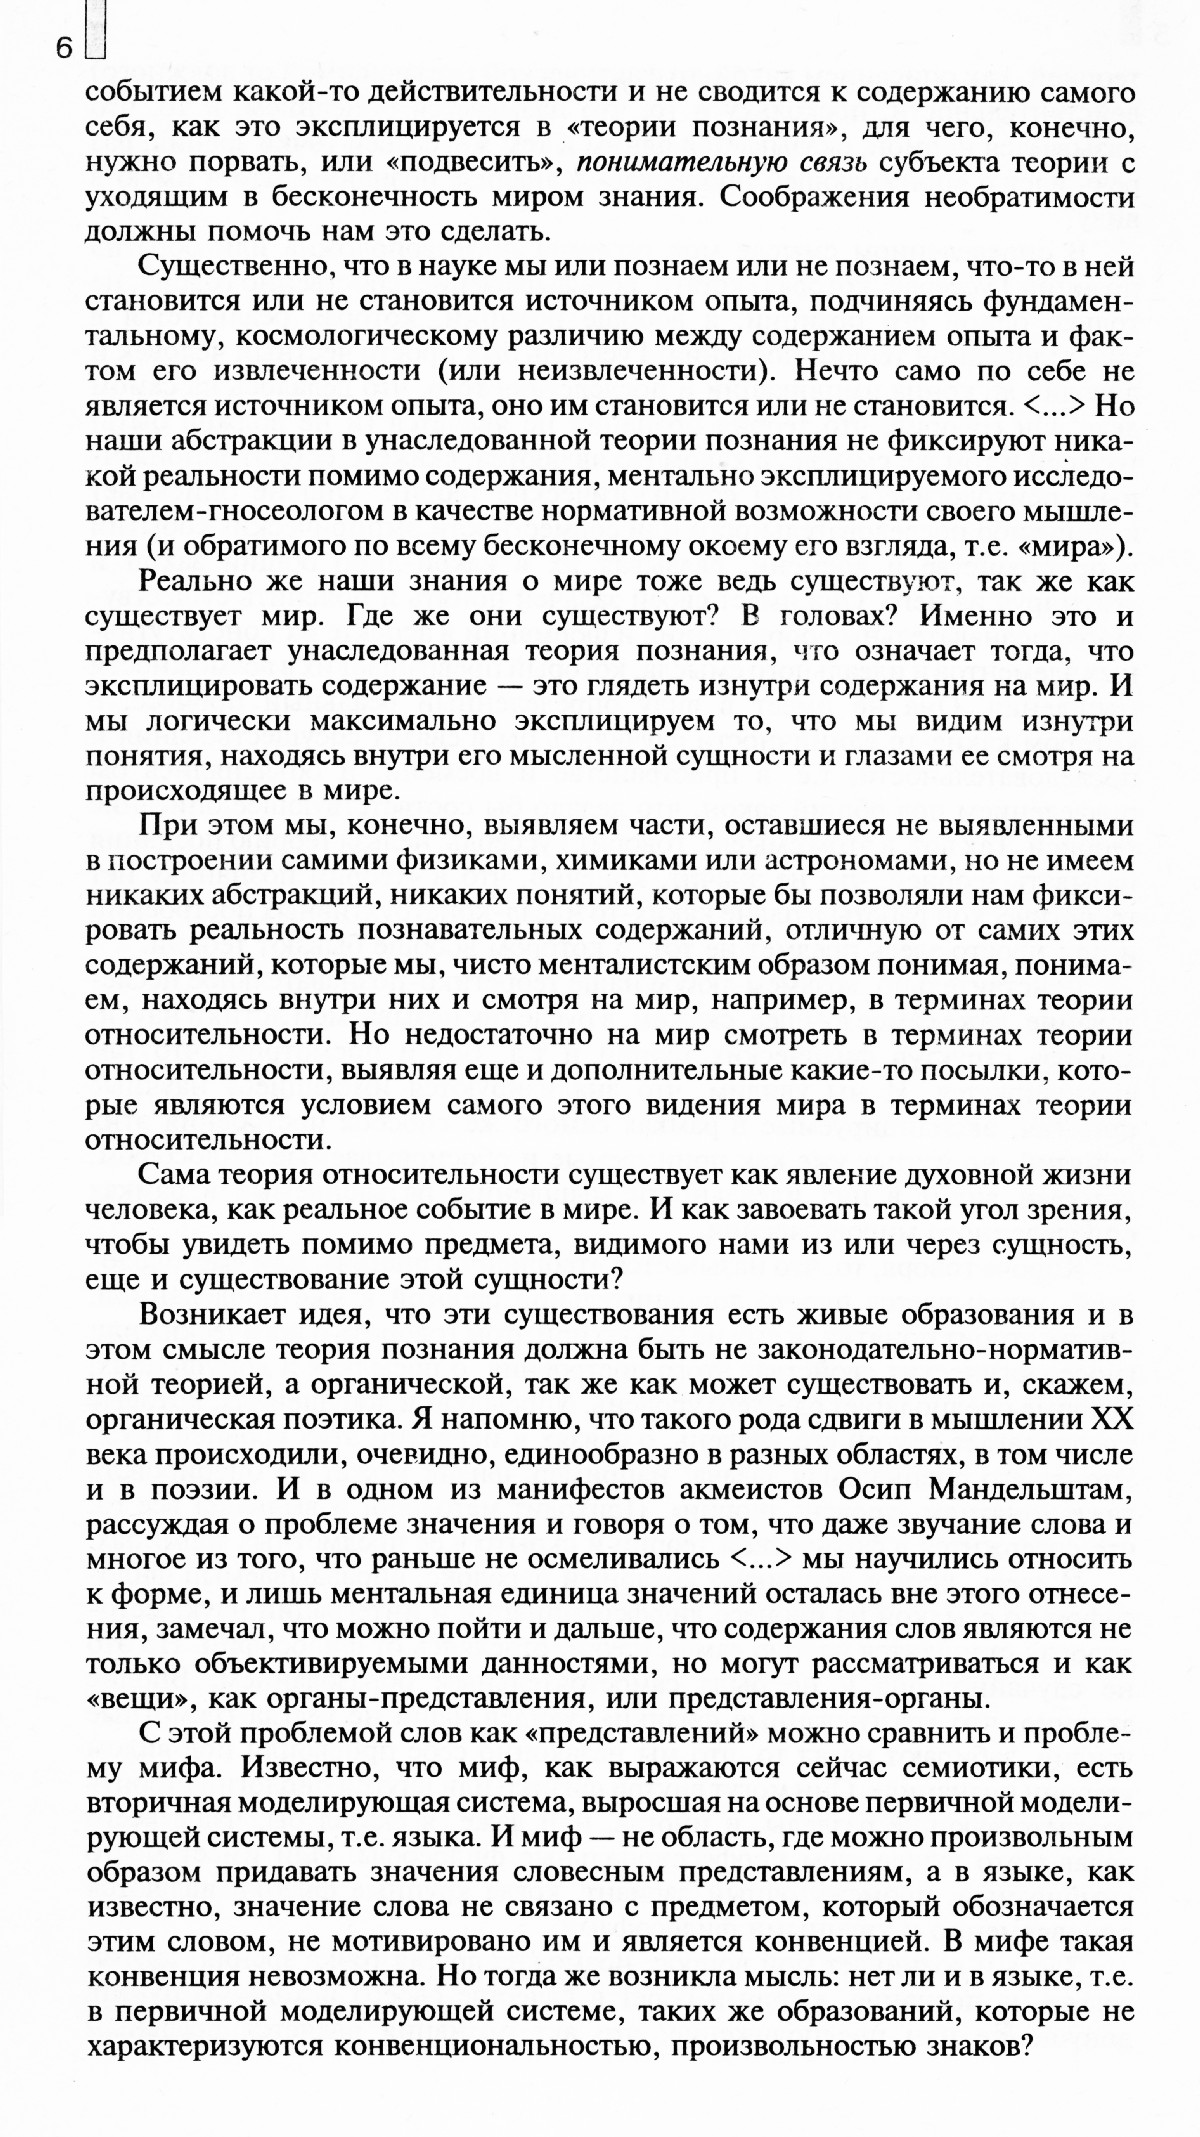 6
событием какой-то действительности и не сводится к содержанию самого
себя, как это эксплицируется в «теории познания», для чего, конечно,
нужно порвать, или «подвесить», понимательную связь субъекта теории с
уходящим в бесконечность миром знания. Соображения необратимости
должны помочь нам это сделать.
Существенно, что в науке мы или познаем или не познаем, что-то в ней
становится или не становится источником опыта, подчиняясь фундамен-
тальному, космологическому различию между содержанием опыта и фак-
том его извлеченности (или неизвлеченности). Нечто само по себе не
является источником опыта, оно им становится или не становится. <...> Но
наши абстракции в унаследованной теории познания не фиксируют ника-
кой реальности помимо содержания, ментально эксплицируемого исследо-
вателем-гносеологом в качестве нормативной возможности своего мышле-
ния (и обратимого по всему бесконечному окоему его взгляда, т.е. «мира»).
Реально же наши знания о мире тоже ведь существуют, так же как
существует мир. Где же они существуют? В головах? Именно это и
предполагает унаследованная теория познания, что означает тогда, что
эксплицировать содержание — это глядеть изнутри содержания на мир. И
мы логически максимально эксплицируем то, что мы видим изнутри
понятия, находясь внутри его мысленной сущности и глазами ее смотря на
происходящее в мире.
При этом мы, конечно, выявляем части, оставшиеся не выявленными
в построении самими физиками, химиками или астрономами, но не имеем
никаких абстракций, никаких понятий, которые бы позволяли нам фикси-
ровать реальность познавательных содержаний, отличную от самих этих
содержаний, которые мы, чисто менталистским образом понимая, понима-
ем, находясь внутри них и смотря на мир, например, в терминах теории
относительности. Но недостаточно на мир смотреть в терминах теории
относительности, выявляя еще и дополнительные какие-то посылки, кото-
рые являются условием самого этого видения мира в терминах теории
относительности.
Сама теория относительности существует как явление духовной жизни
человека, как реальное событие в мире. И как завоевать такой угол зрения,
чтобы увидеть помимо предмета, видимого нами из или через сущность,
еще и существование этой сущности?
Возникает идея, что эти существования есть живые образования и в
этом смысле теория познания должна быть не законодательно-норматив-
ной теорией, а органической, так же как может существовать и, скажем,
органическая поэтика. Я напомню, что такого рода сдвиги в мышлении XX
века происходили, очевидно, единообразно в разных областях, в том числе
и в поэзии. И в одном из манифестов акмеистов Осип Мандельштам,
рассуждая о проблеме значения и говоря о том, что даже звучание слова и
многое из того, что раньше не осмеливались <...> мы научились относить
к форме, и лишь ментальная единица значений осталась вне этого отнесе-
ния, замечал, что можно пойти и дальше, что содержания слов являются не
только объективируемыми данностями, но могут рассматриваться и как
«вещи», как органы-представления, или представления-органы.
С этой проблемой слов как «представлений» можно сравнить и пробле-
му мифа. Известно, что миф, как выражаются сейчас семиотики, есть
вторичная моделирующая система, выросшая на основе первичной модели-
рующей системы, т.е. языка. И миф — не область, где можно произвольным
образом придавать значения словесным представлениям, а в языке, как
известно, значение слова не связано с предметом, который обозначается
этим словом, не мотивировано им и является конвенцией. В мифе такая
конвенция невозможна. Но тогда же возникла мысль: нет ли и в языке, т.е.
в первичной моделирующей системе, таких же образований, которые не
характеризуются конвенциональностью, произвольностью знаков?